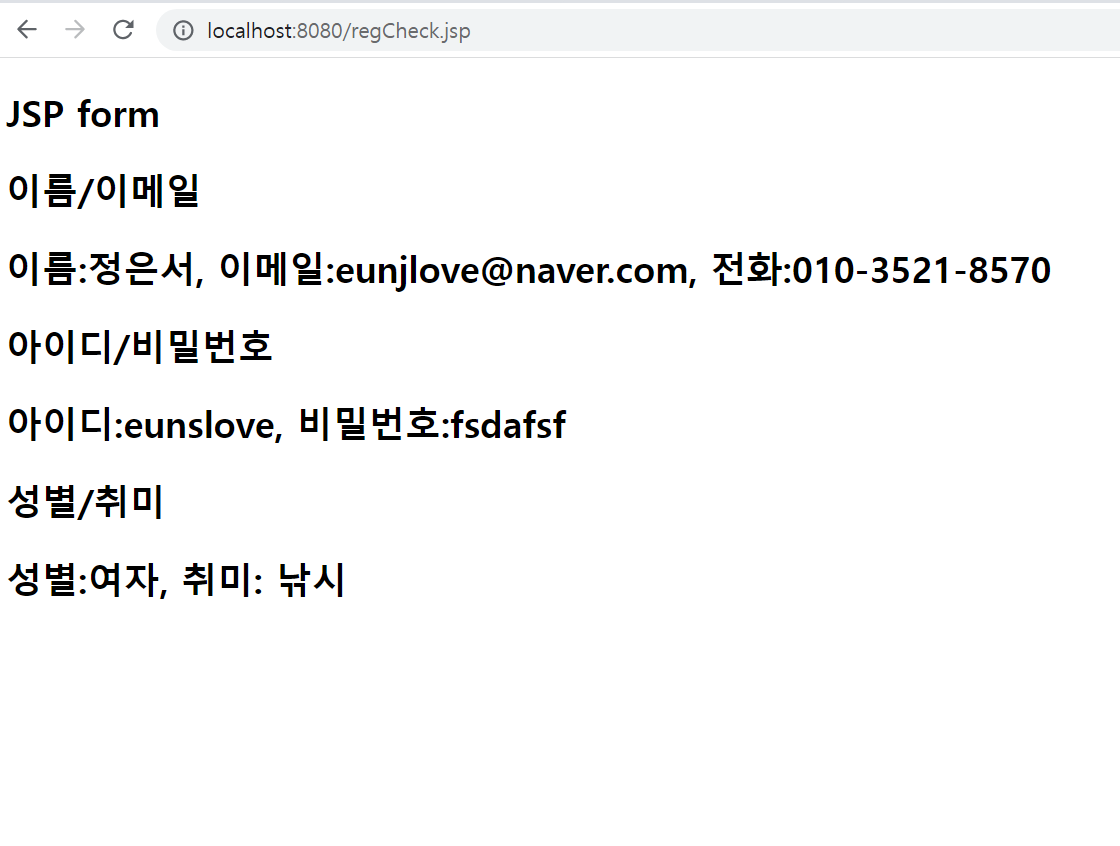 localhost:8080/regCheck.jsp
JSP form
이름/이메일
이름:정은서, 이메일:eunjlove@naver.com, 전화:010-3521-8570
아이디/비밀번호
아이디:eunslove, 비밀번호:fsdafsf
성별/취미
성별:여자, 취미: 낚시